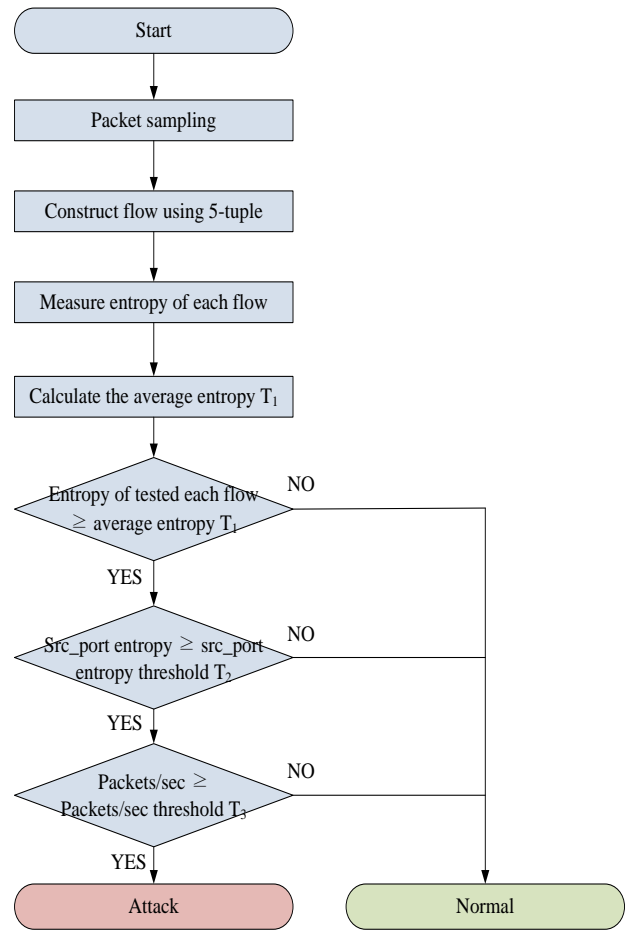 Start
Packet sampling
Construct flow using 5-tuple
Measure entropy of each flow
Calculate the average entropy T₁
Entropy of tested each flow
≥ average entropy T₁
NO
YES
Src_port entropy ≥ src_port
entropy threshold T₂
NO
YES
Packets/sec ≥
Packets/sec threshold T₃
NO
YES
Attack
Normal